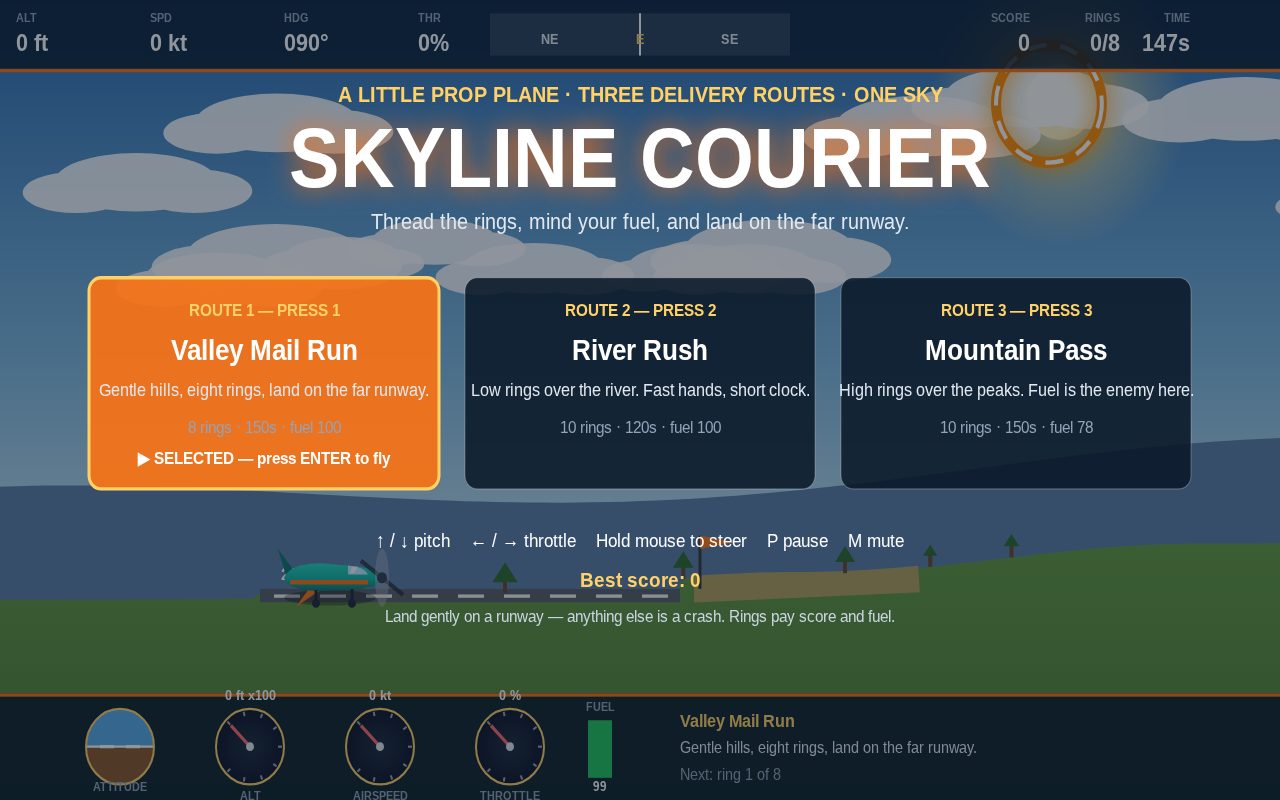 ALT SPD HDG THR SCORE RINGS TIME
0 ft 0 kt 090° 0% NE E SE 0 0/8 147s
A LITTLE PROP PLANE · THREE DELIVERY ROUTES · ONE SKY
SKYLINE COURIER
Thread the rings, mind your fuel, and land on the far runway.
ROUTE 1 — PRESS 1
Valley Mail Run
Gentle hills, eight rings, land on the far runway.
8 rings · 150s · fuel 100
▶ SELECTED — press ENTER to fly
ROUTE 2 — PRESS 2
River Rush
Low rings over the river. Fast hands, short clock.
10 rings · 120s · fuel 100
ROUTE 3 — PRESS 3
Mountain Pass
High rings over the peaks. Fuel is the enemy here.
10 rings · 150s · fuel 78
↑ / ↓ pitch ← / → throttle Hold mouse to steer P pause M mute
Best score: 0
Land gently on a runway — anything else is a crash. Rings pay score and fuel.
ATTITUDE
0 ft x100
ALT
0 kt
AIRSPEED
0 %
THROTTLE
FUEL
99
Valley Mail Run
Gentle hills, eight rings, land on the far runway.
Next: ring 1 of 8